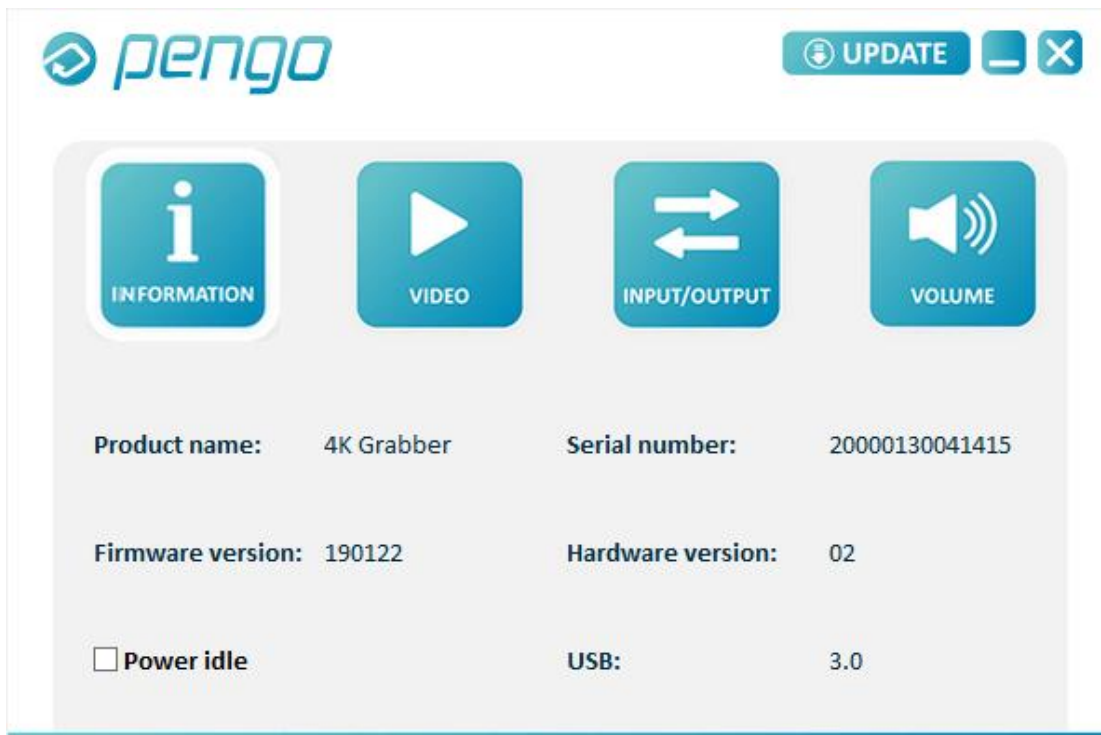 pengo
UPDATE
INFORMATION
VIDEO
INPUT/OUTPUT
VOLUME
Product name: 4K Grabber Serial number: 20000130041415
Firmware version: 190122 Hardware version: 02
Power idle USB: 3.0